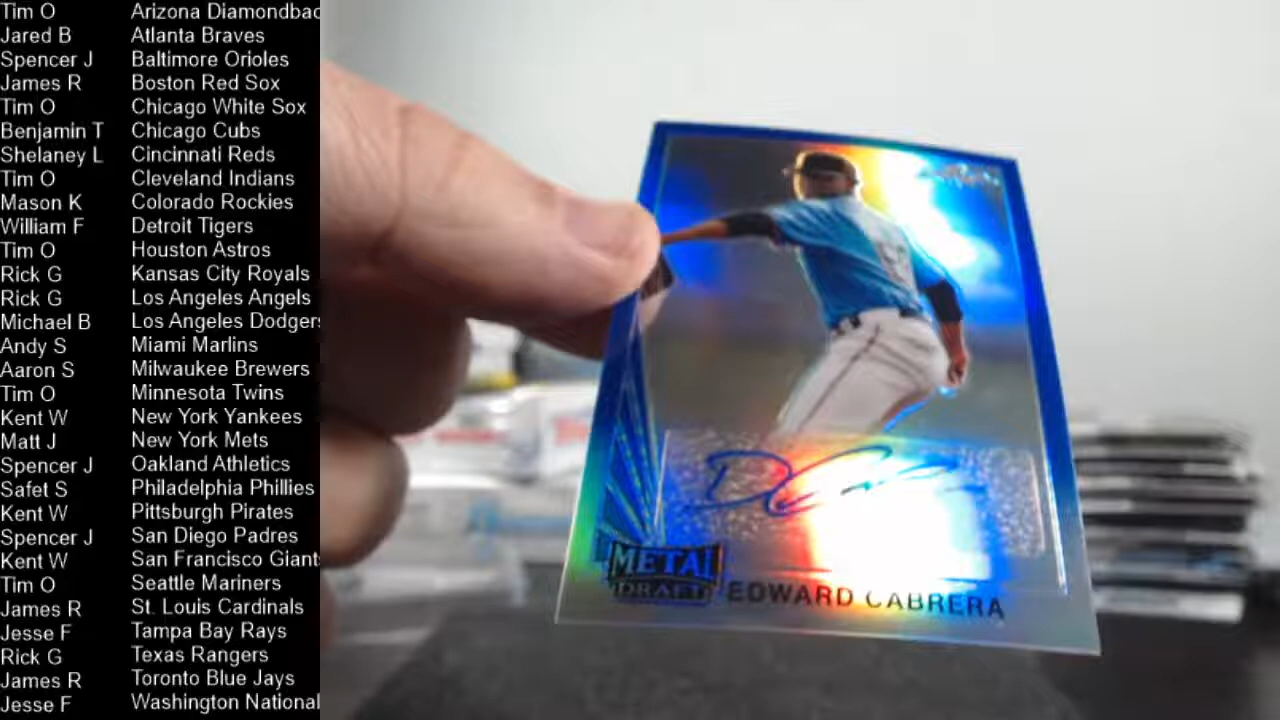 Tim O Arizona Diamondbac
Jared B Atlanta Braves
Spencer J Baltimore Orioles
James R Boston Red Sox
Tim O Chicago White Sox
Benjamin T Chicago Cubs
Shelaney L Cincinnati Reds
Tim O Cleveland Indians
Mason K Colorado Rockies
William F Detroit Tigers
Tim O Houston Astros
Rick G Kansas City Royals
Rick G Los Angeles Angels
Michael B Los Angeles Dodgers
Andy S Miami Marlins
Aaron S Milwaukee Brewers
Tim O Minnesota Twins
Kent W New York Yankees
Matt J New York Mets
Spencer J Oakland Athletics
Safet S Philadelphia Phillies
Kent W Pittsburgh Pirates
Spencer J San Diego Padres
Kent W San Francisco Giants
Tim O Seattle Mariners
James R St. Louis Cardinals
Jesse F Tampa Bay Rays
Rick G Texas Rangers
James R Toronto Blue Jays
Jesse F Washington National
METAL
DRAFT
EDWARD CABRERA